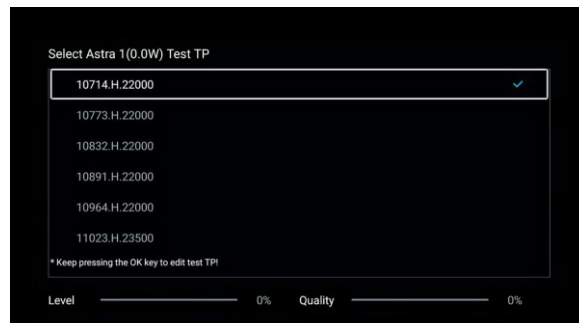 Select Astra 1(0.0W) Test TP
10714.H.22000
10773.H.22000
10832.H.22000
10891.H.22000
10964.H.22000
11023.H.23500
* Keep pressing the OK key to edit test TP!
Level 0% Quality 0%